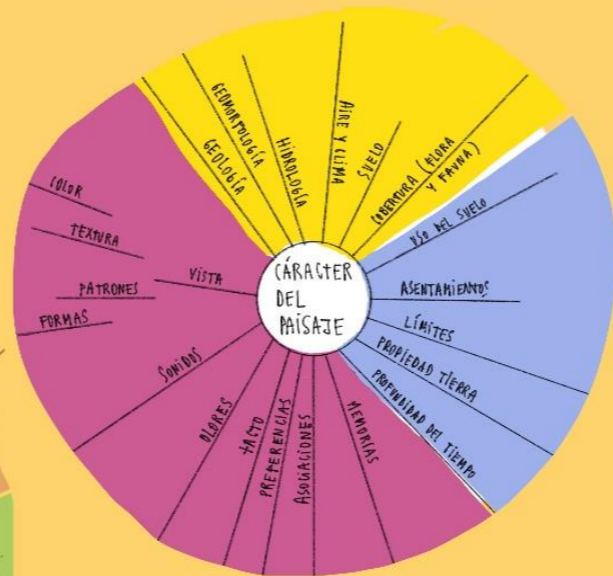 CÁRACTER
DEL
PAÍSAJE
GEOLOGÍA
GEOMORFOLOGÍA
HIDROLOGÍA
AIRE Y CLIMA
SUELO
COBERTURA (FLORA
Y FAUNA)
USO DEL SUELO
ASENTAMIENTOS
LÍMITES
PROPIEDAD TIERRA
PROFUNDIDAD DEL TIEMPO
MEMORIAS
ASOCIACIONES
PREFERENCIAS
TACTO
OLORES
SONIDOS
VISTA
COLOR
TEXTURA
PATRONES
FORMAS